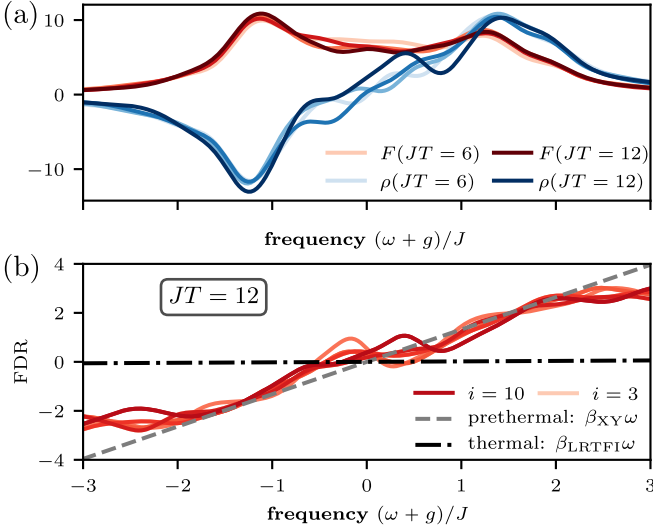 (a)
10
0
−10
F(JT = 6) F(JT = 12)
ρ(JT = 6) ρ(JT = 12)
frequency (ω + g)/J
(b)
4
2
0
−2
−4
FDR
JT = 12
i = 10 i = 3
prethermal: β_XY ω
thermal: β_LRTFI ω
−3 −2 −1 0 1 2 3
frequency (ω + g)/J